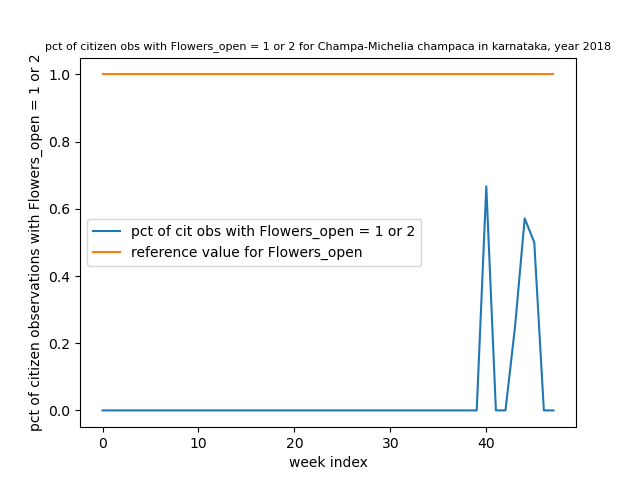 pct of citizen obs with Flowers_open = 1 or 2 for Champa-Michelia champaca in karnataka, year 2018
pct of citizen observations with Flowers_open = 1 or 2
1.0
0.8
0.6
0.4
0.2
0.0
pct of cit obs with Flowers_open = 1 or 2
reference value for Flowers_open
0 10 20 30 40
week index